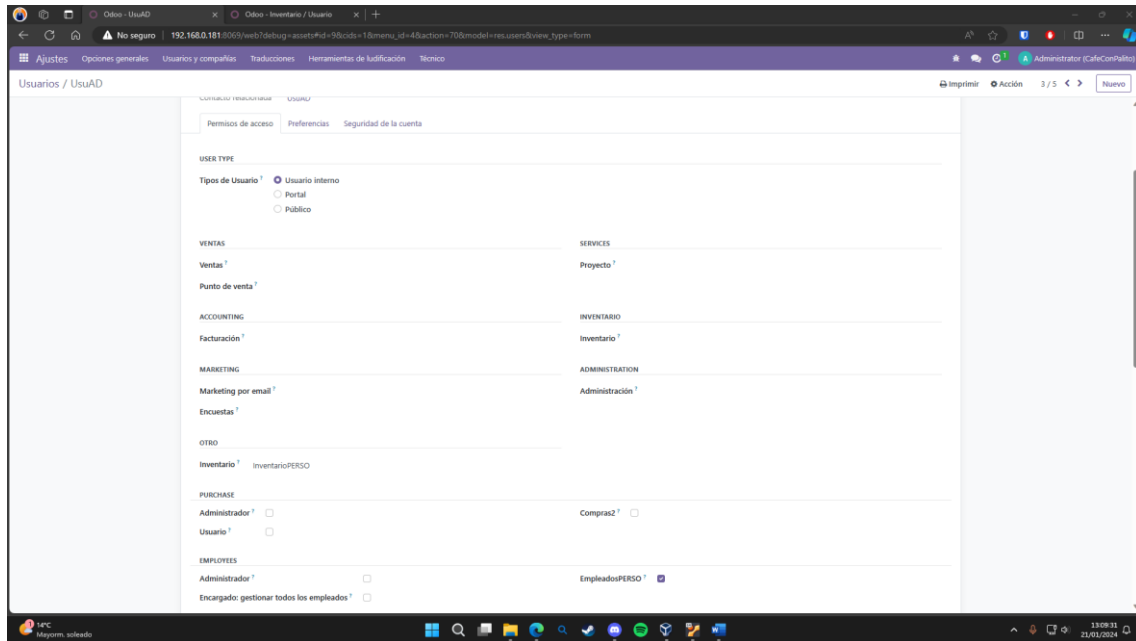 Odoo - UsuAD
Odoo - Inventario / Usuario
No seguro 192.168.0.181:8069/web?debug=assets#id=9&cids=1&menu_id=4&action=70&model=res.users&view_type=form
Ajustes Opciones generales Usuarios y compañías Traducciones Herramientas de ludificación Técnico
1 A Administrator (CafeConPalito)
Usuarios / UsuAD
Imprimir Acción 3 / 5 Nuevo
Contacto relacionada UsuAD
Permisos de acceso Preferencias Seguridad de la cuenta
USER TYPE
Tipos de Usuario ? Usuario interno
Portal
Público
VENTAS SERVICES
Ventas ? Proyecto ?
Punto de venta ?
ACCOUNTING INVENTARIO
Facturación ? Inventario ?
MARKETING ADMINISTRATION
Marketing por email ? Administración ?
Encuestas ?
OTRO
Inventario ? InventarioPERSO
PURCHASE
Administrador ? Compras2 ?
Usuario ?
EMPLOYEES
Administrador ? EmpleadosPERSO ?
Encargado: gestionar todos los empleados ?
14°C
Mayorm. soleado
13:09:31
21/01/2024